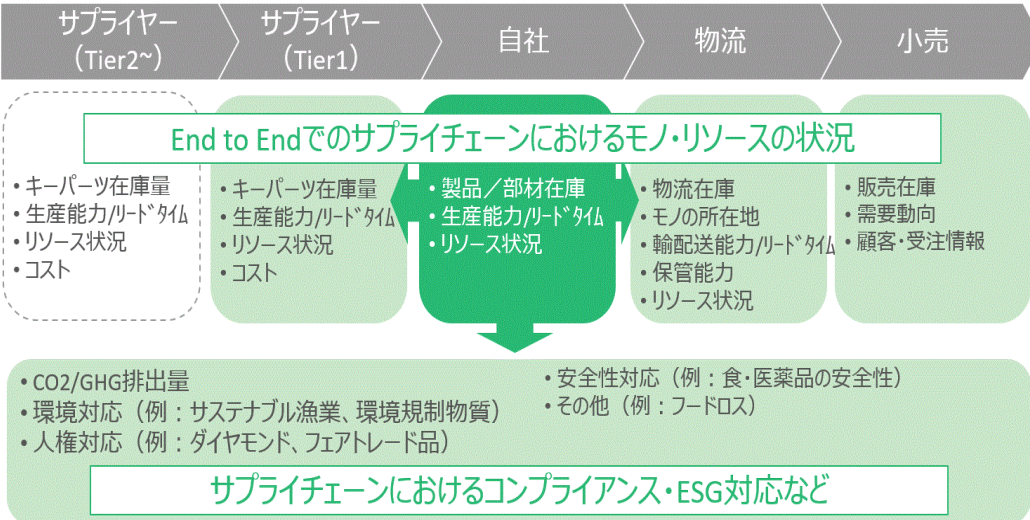 サプライヤー
（Tier2~）
サプライヤー
（Tier1）
自社
物流
小売
End to Endでのサプライチェーンにおけるモノ・リソースの状況
• キーパーツ在庫量
• 生産能力/リードタイム
• リソース状況
• コスト
• キーパーツ在庫量
• 生産能力/リードタイム
• リソース状況
• コスト
• 製品／部材在庫
• 生産能力/リードタイム
• リソース状況
• 物流在庫
• モノの所在地
• 輸配送能力/リードタイム
• 保管能力
• リソース状況
• 販売在庫
• 需要動向
• 顧客・受注情報
• CO2/GHG排出量
• 環境対応（例：サステナブル漁業、環境規制物質）
• 人権対応（例：ダイヤモンド、フェアトレード品）
• 安全性対応（例：食・医薬品の安全性）
• その他（例：フードロス）
サプライチェーンにおけるコンプライアンス・ESG対応など